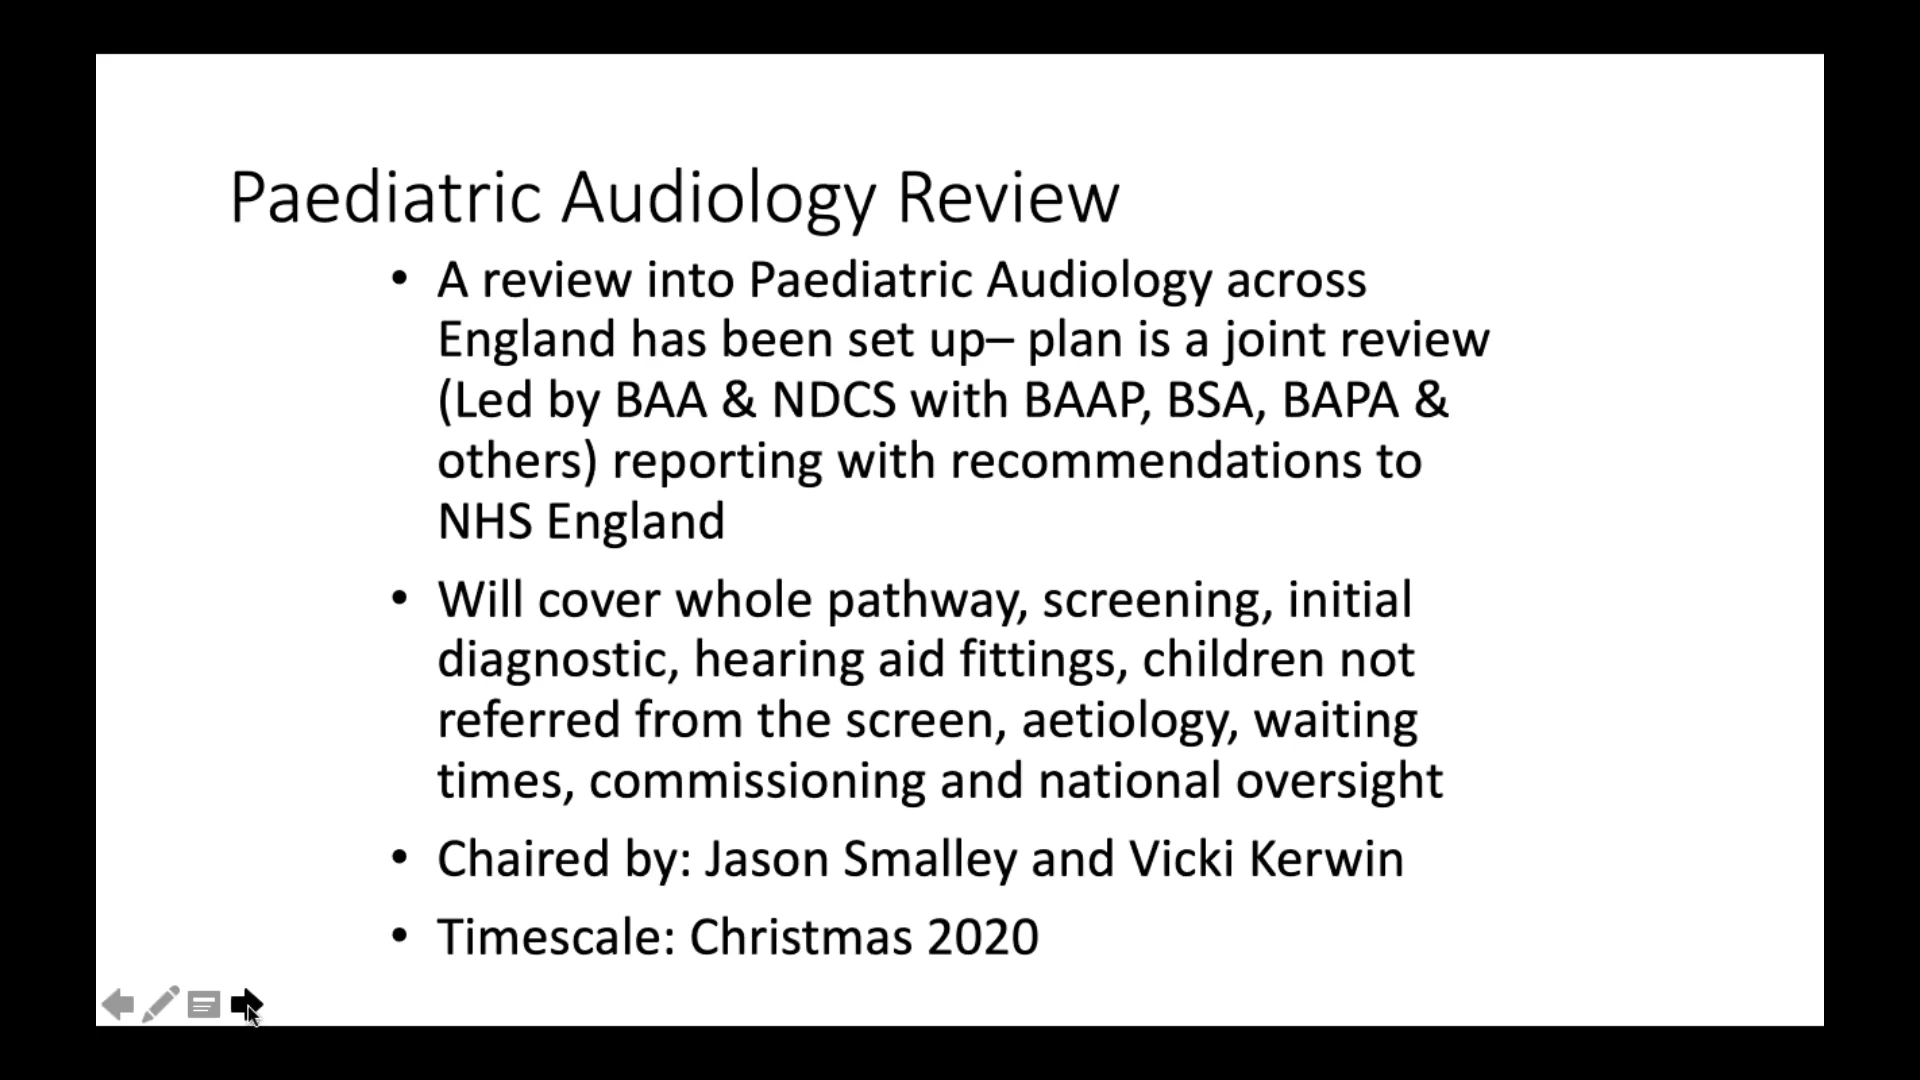 Paediatric Audiology Review
• A review into Paediatric Audiology across
England has been set up– plan is a joint review
(Led by BAA & NDCS with BAAP, BSA, BAPA &
others) reporting with recommendations to
NHS England
• Will cover whole pathway, screening, initial
diagnostic, hearing aid fittings, children not
referred from the screen, aetiology, waiting
times, commissioning and national oversight
• Chaired by: Jason Smalley and Vicki Kerwin
• Timescale: Christmas 2020